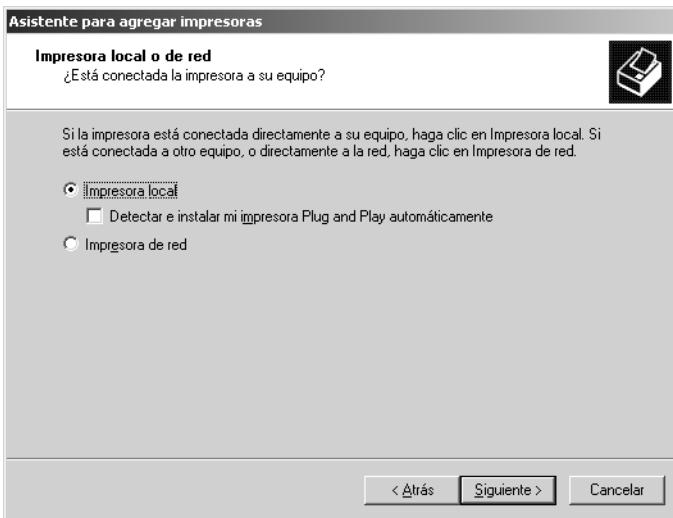 Asistente para agregar impresoras
Impresora local o de red
¿Está conectada la impresora a su equipo?
Si la impresora está conectada directamente a su equipo, haga clic en Impresora local. Si
está conectada a otro equipo, o directamente a la red, haga clic en Impresora de red.
Impresora local
Detectar e instalar mi impresora Plug and Play automáticamente
Impresora de red
< Atrás Siguiente > Cancelar